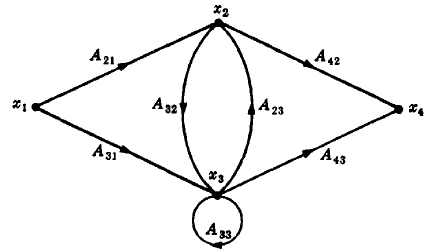 x₂
A₂₁
A₄₂
x₁
A₃₂
A₂₃
x₄
A₃₁
A₄₃
x₃
A₃₃